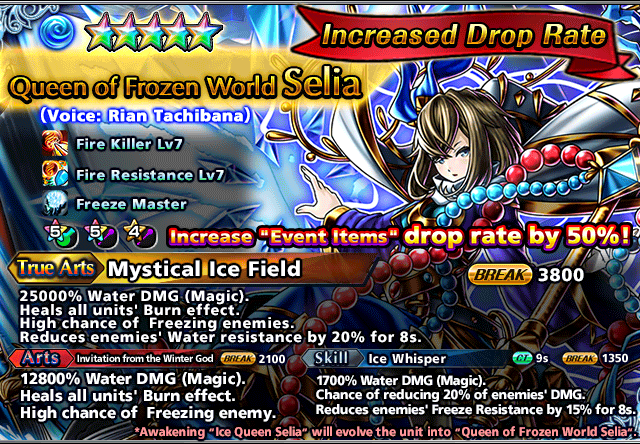 Increased Drop Rate
Queen of Frozen World Selia
(Voice: Rian Tachibana)
Fire Killer Lv7
Fire Resistance Lv7
Freeze Master
5 5 4
Increase "Event Items" drop rate by 50%!
True Arts Mystical Ice Field BREAK 3800
25000% Water DMG (Magic).
Heals all units' Burn effect.
High chance of Freezing enemies.
Reduces enemies' Water resistance by 20% for 8s.
Arts Invitation from the Winter God BREAK 2100
12800% Water DMG (Magic).
Heals all units' Burn effect.
High chance of Freezing enemy.
Skill Ice Whisper CT 9s BREAK 1350
1700% Water DMG (Magic).
Chance of reducing 20% of enemies' DMG.
Reduces enemies' Freeze Resistance by 15% for 8s.
*Awakening "Ice Queen Selia" will evolve the unit into "Queen of Frozen World Selia".